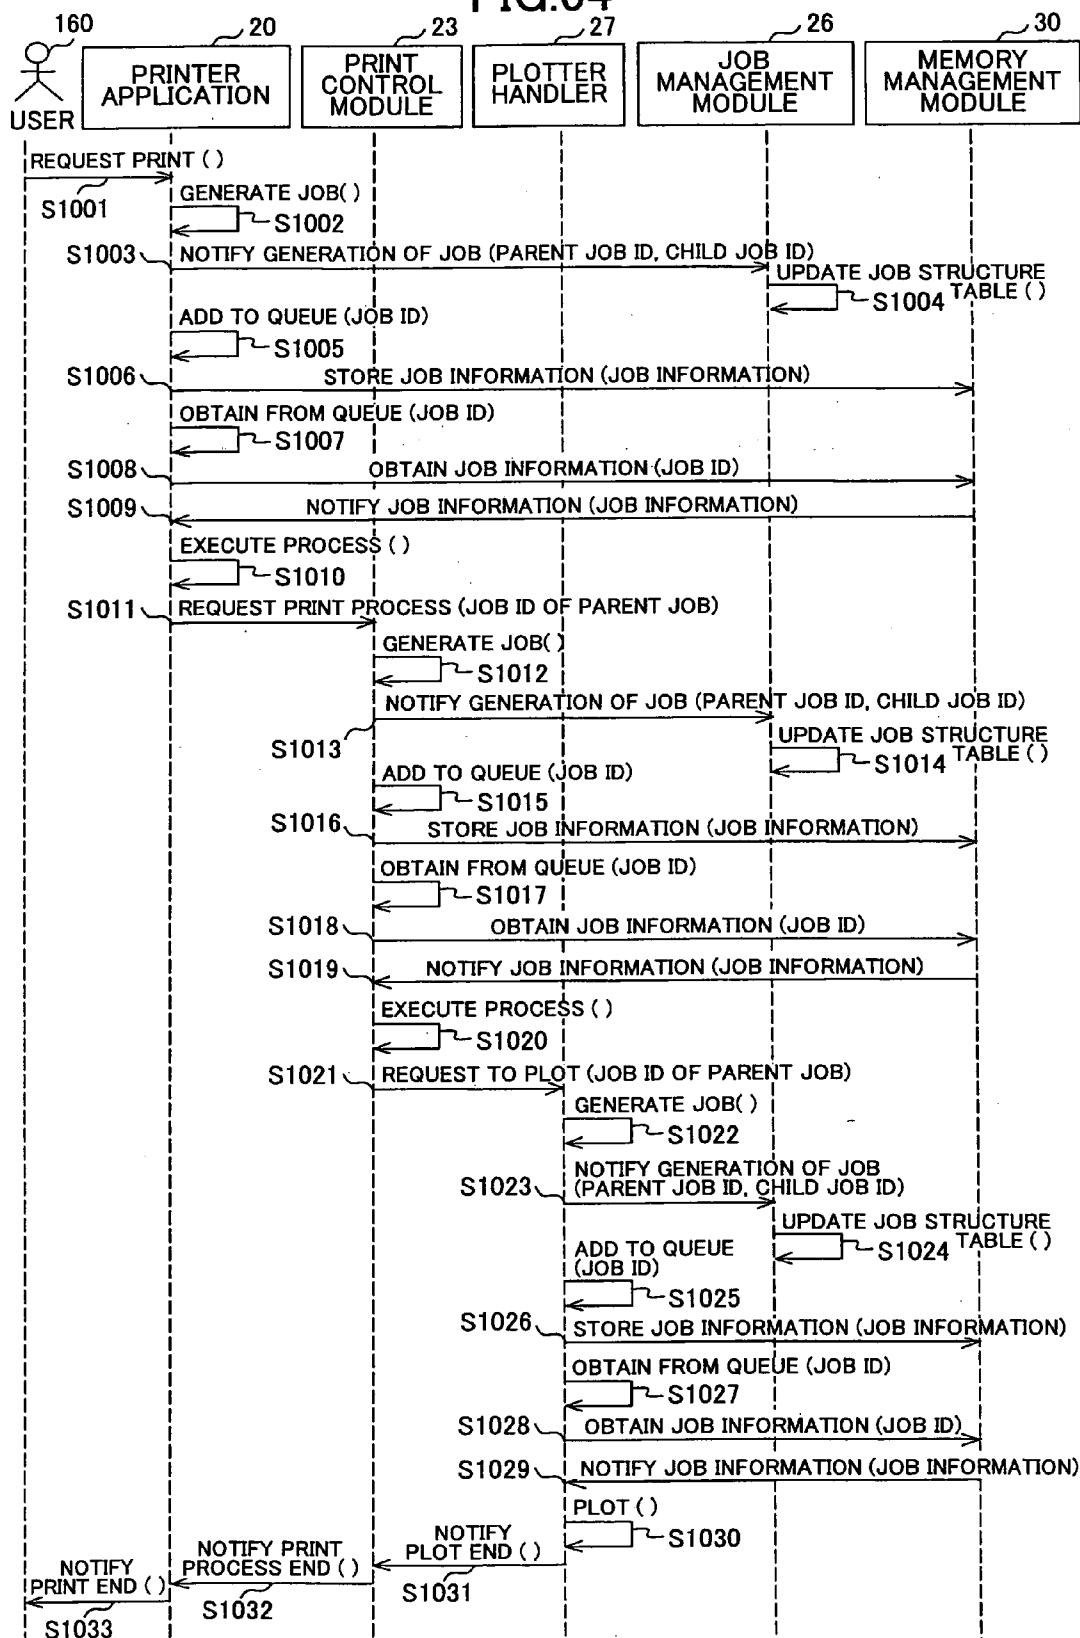 160
20
23
27
26
30
USER
PRINTER
APPLICATION
PRINT
CONTROL
MODULE
PLOTTER
HANDLER
JOB
MANAGEMENT
MODULE
MEMORY
MANAGEMENT
MODULE
REQUEST PRINT ( )
S1001
GENERATE JOB( )
S1002
S1003
NOTIFY GENERATION OF JOB (PARENT JOB ID, CHILD JOB ID)
UPDATE JOB STRUCTURE
TABLE ( )
S1004
ADD TO QUEUE (JOB ID)
S1005
S1006
STORE JOB INFORMATION (JOB INFORMATION)
OBTAIN FROM QUEUE (JOB ID)
S1007
S1008
OBTAIN JOB INFORMATION (JOB ID)
S1009
NOTIFY JOB INFORMATION (JOB INFORMATION)
EXECUTE PROCESS ( )
S1010
S1011
REQUEST PRINT PROCESS (JOB ID OF PARENT JOB)
GENERATE JOB( )
S1012
NOTIFY GENERATION OF JOB (PARENT JOB ID, CHILD JOB ID)
S1013
UPDATE JOB STRUCTURE
TABLE ( )
S1014
ADD TO QUEUE (JOB ID)
S1015
S1016
STORE JOB INFORMATION (JOB INFORMATION)
OBTAIN FROM QUEUE (JOB ID)
S1017
S1018
OBTAIN JOB INFORMATION (JOB ID)
S1019
NOTIFY JOB INFORMATION (JOB INFORMATION)
EXECUTE PROCESS ( )
S1020
S1021
REQUEST TO PLOT (JOB ID OF PARENT JOB)
GENERATE JOB( )
S1022
S1023
NOTIFY GENERATION OF JOB
(PARENT JOB ID, CHILD JOB ID)
UPDATE JOB STRUCTURE
TABLE ( )
S1024
ADD TO QUEUE
(JOB ID)
S1025
S1026
STORE JOB INFORMATION (JOB INFORMATION)
OBTAIN FROM QUEUE (JOB ID)
S1027
S1028
OBTAIN JOB INFORMATION (JOB ID)
S1029
NOTIFY JOB INFORMATION (JOB INFORMATION)
PLOT ( )
S1030
NOTIFY
PLOT END ( )
S1031
NOTIFY PRINT
PROCESS END ( )
S1032
NOTIFY
PRINT END ( )
S1033